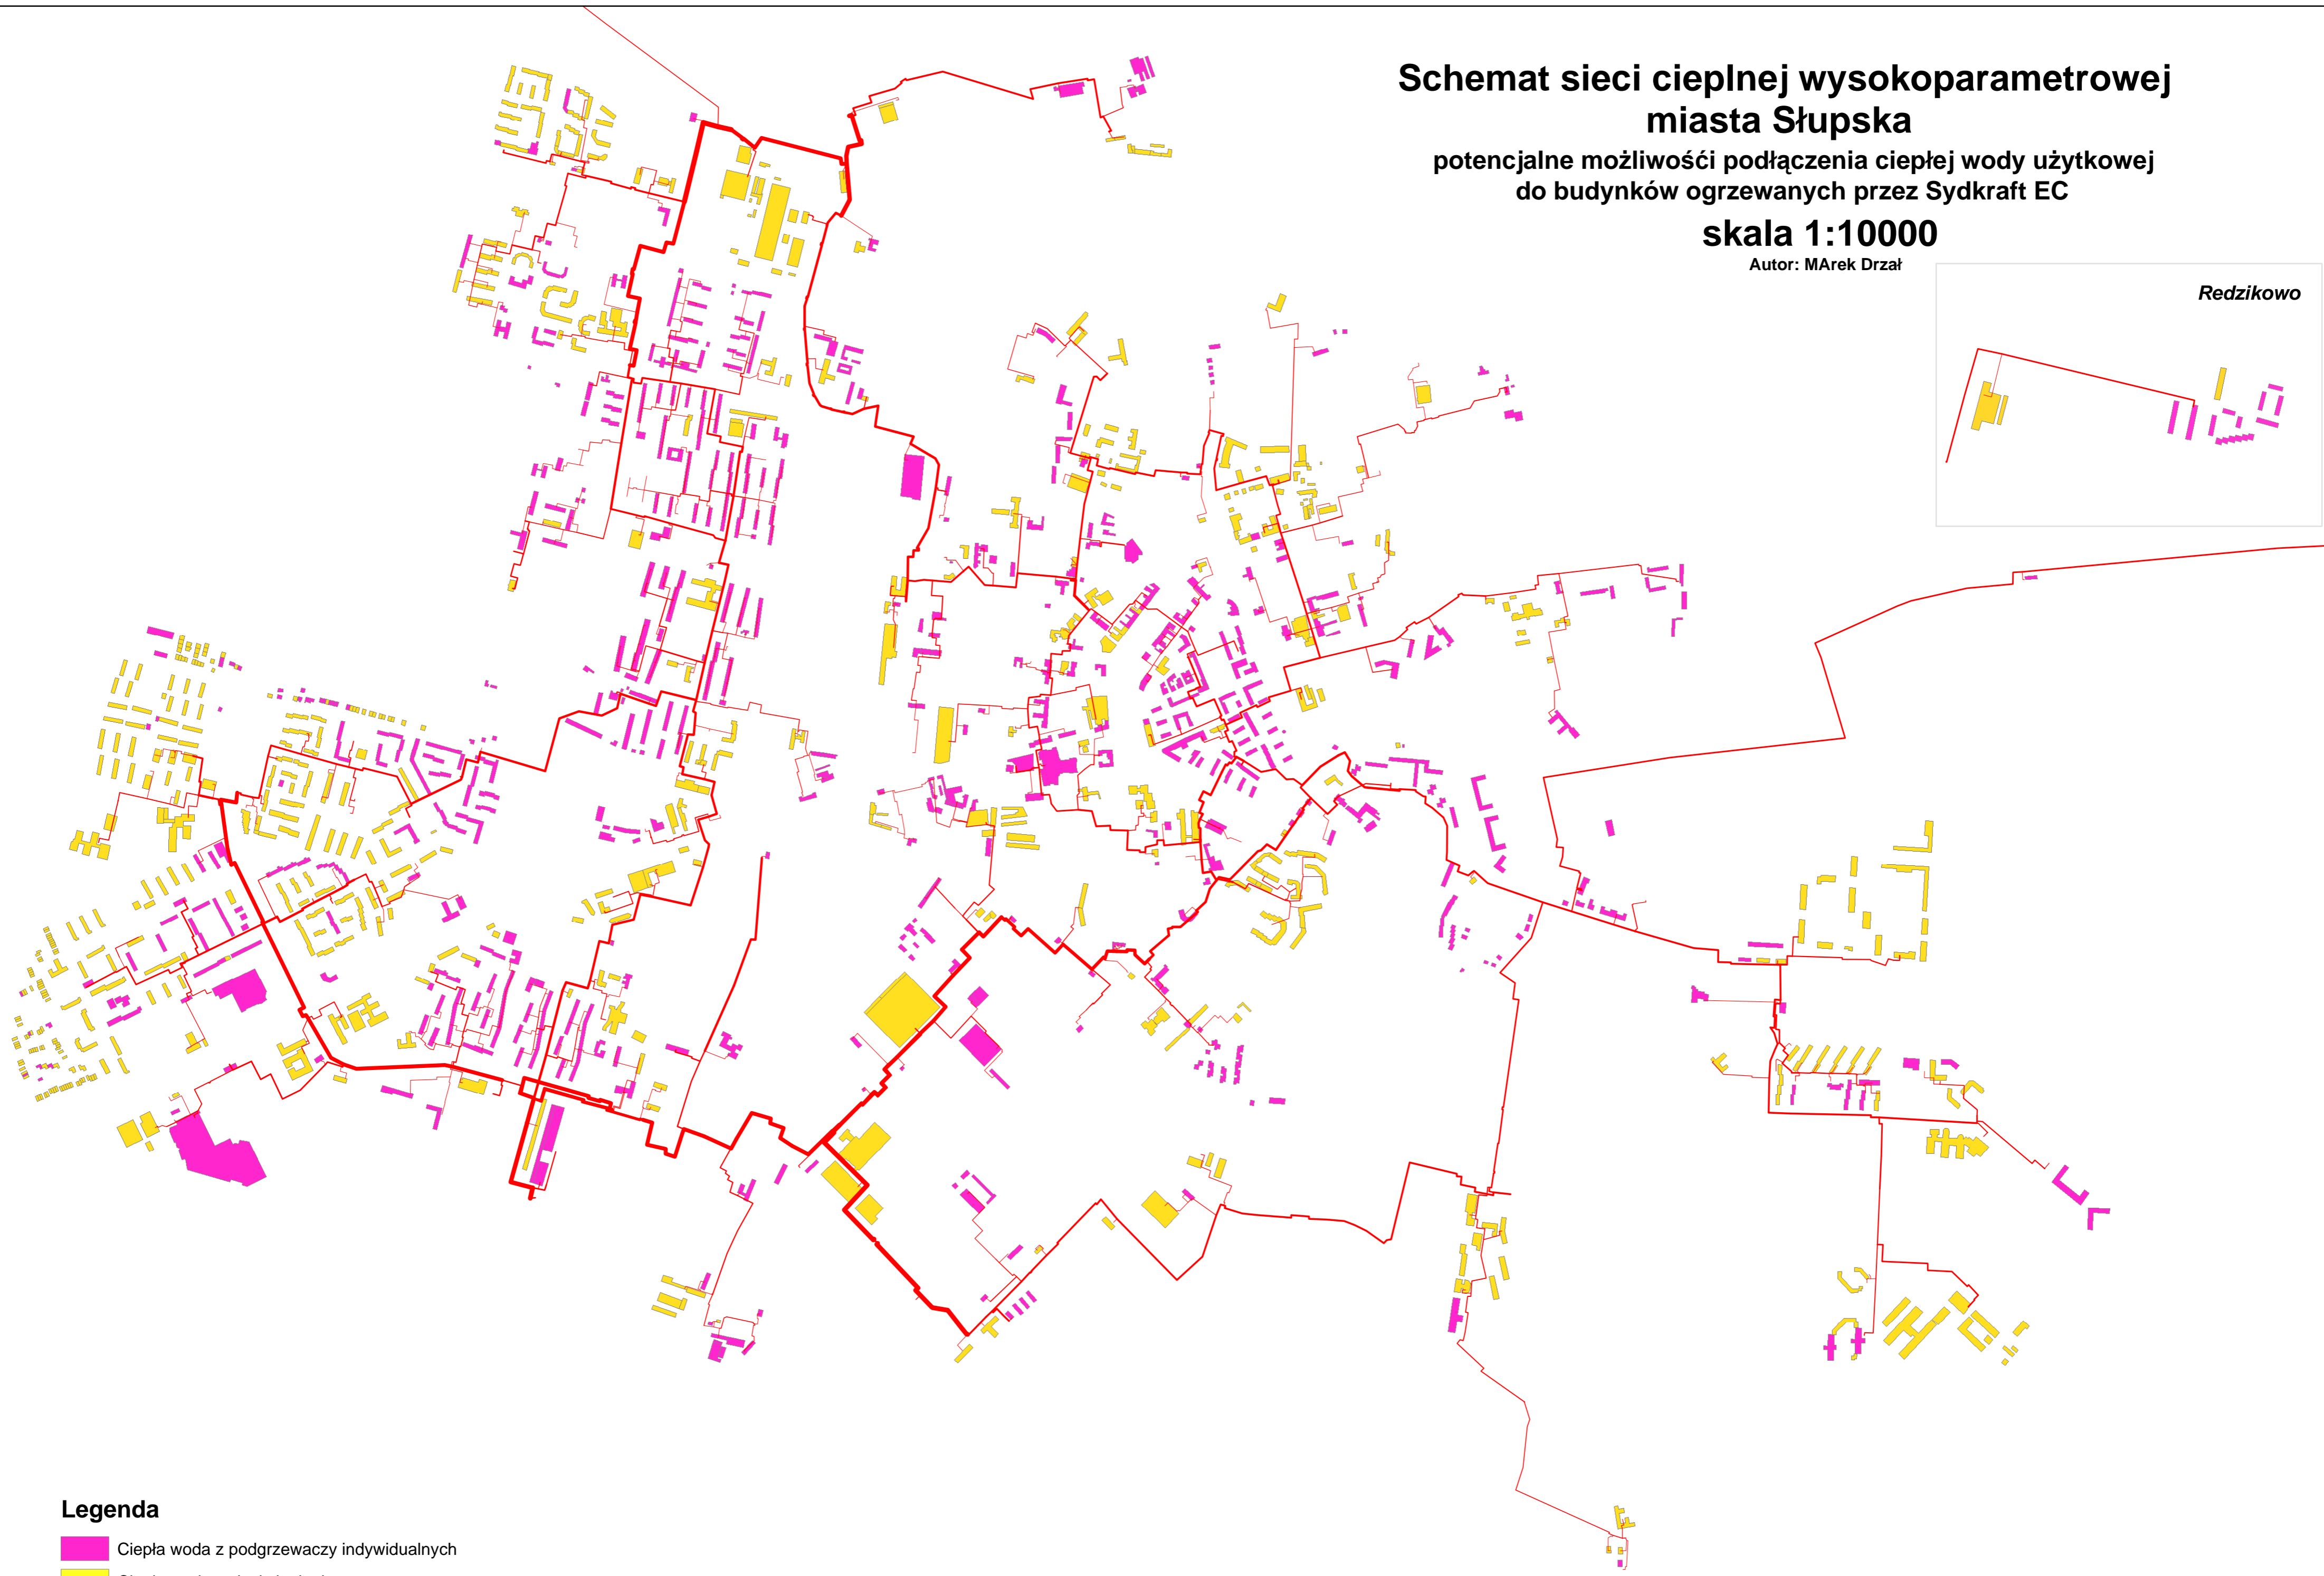 Schemat sieci cieplnej wysokoparametrowej
miasta Słupska
potencjalne możliwośći podłączenia ciepłej wody użytkowej
do budynków ogrzewanych przez Sydkraft EC
skala 1:10000
Autor: MArek Drzał
Redzikowo
Legenda
Ciepła woda z podgrzewaczy indywidualnych